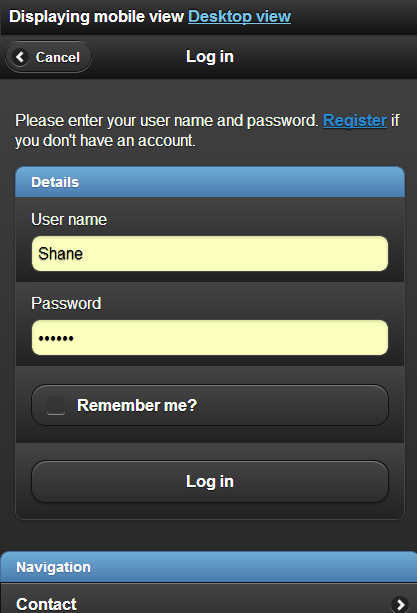 Displaying mobile view Desktop view
Cancel
Log in
Please enter your user name and password. Register if
you don't have an account.
Details
User name
Shane
Password
••••••
Remember me?
Log in
Navigation
Contact